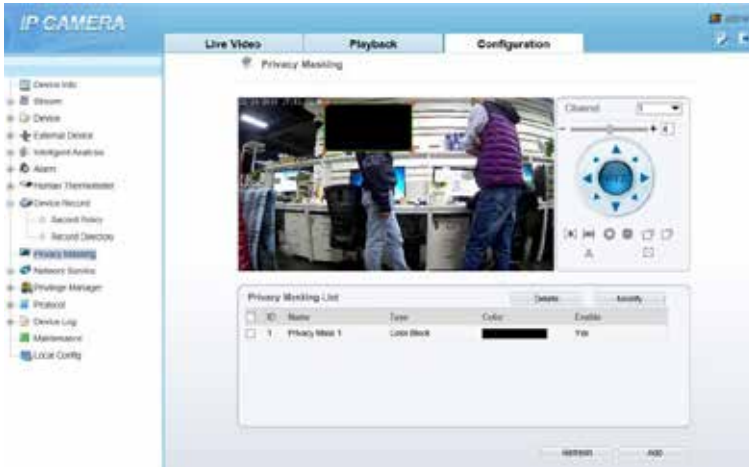 IP CAMERA
Live Video
Playback
Configuration
Privacy Masking
Device Info
Stream
Device
External Device
Intelligent Analysis
Alarm
Human Thermometer
Device Record
Record Policy
Record Directory
Privacy Masking
Network Service
Privilege Manager
Protocol
Device Log
Maintenance
Local Config
Channel 1
Privacy Masking List
Delete
Modify
ID Name Type Color Enable
1 Privacy Mask 1 Color Block Yes
Refresh
Add